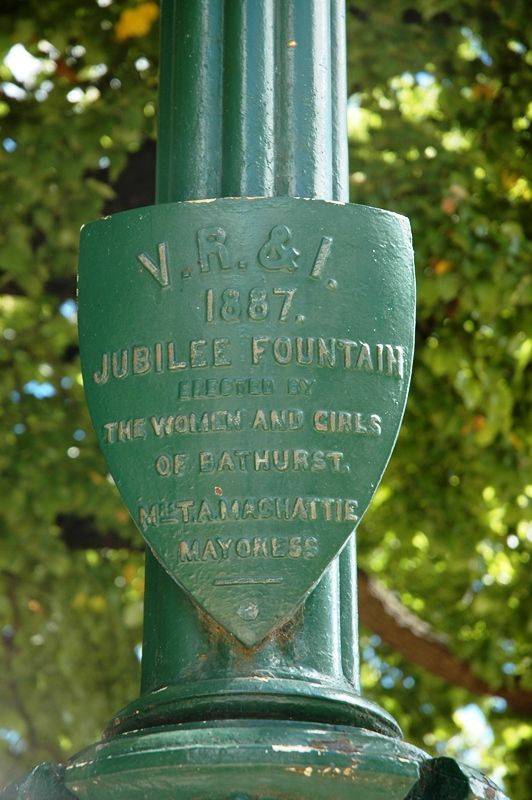 V.R.&I.
1887.
JUBILEE FOUNTAIN
ERECTED BY
THE WOMEN AND GIRLS
OF BATHURST.
MRS T.A. MACHATTIE
MAYORESS